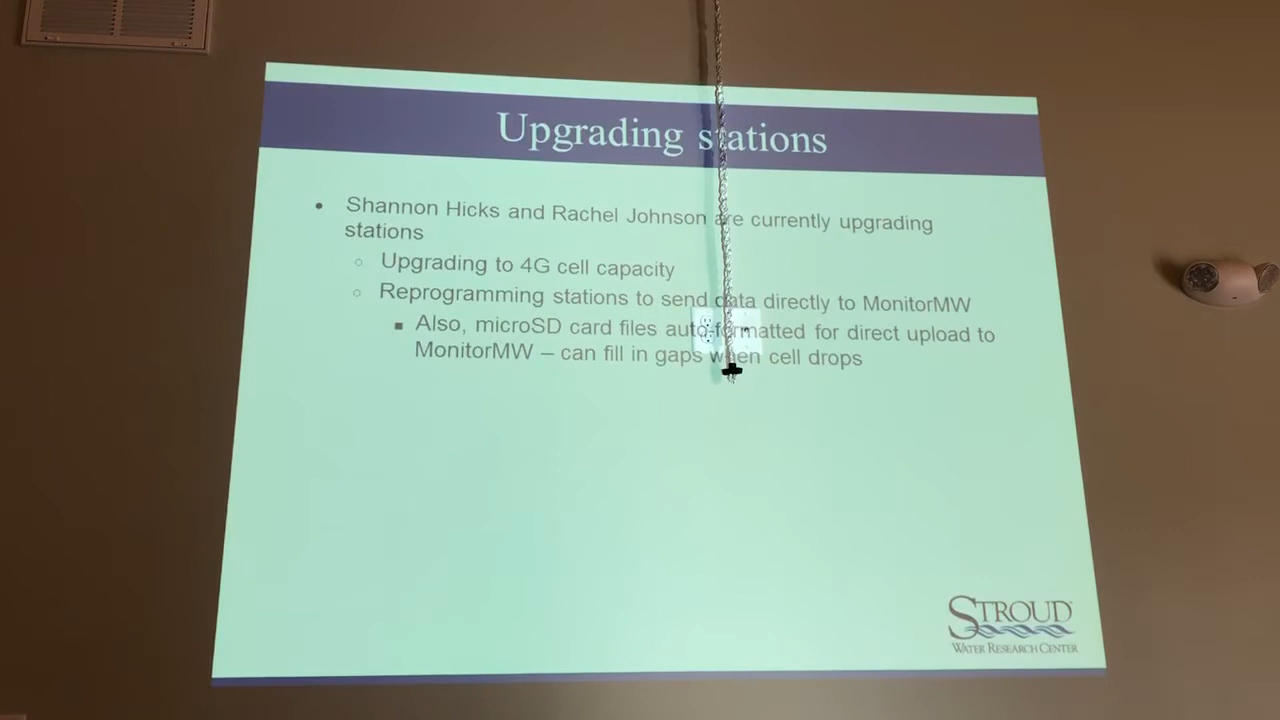 Upgrading stations
• Shannon Hicks and Rachel Johnson are currently upgrading
stations
○ Upgrading to 4G cell capacity
○ Reprogramming stations to send data directly to MonitorMW
▪ Also, microSD card files auto-formatted for direct upload to
MonitorMW – can fill in gaps when cell drops
STROUD
WATER RESEARCH CENTER